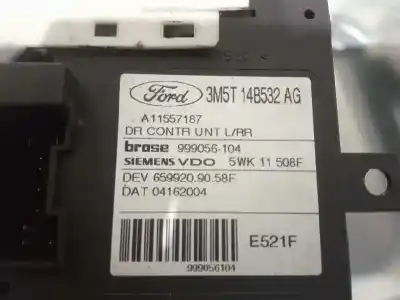 Ford 3M5T 14B532 AG
A11557187
DR CONTR UNT L/RR
brose 999056-104
SIEMENS VDO 5WK 11 508F
DEV 659920.90.58F
DAT 04162004
E521F
999056104